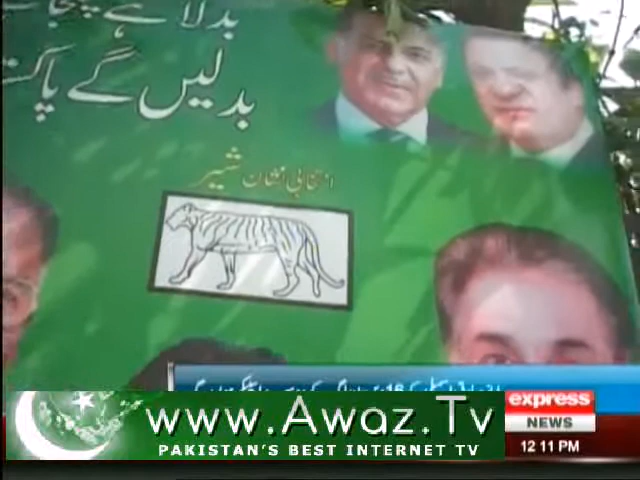 بدلا ہے پنجاب
بدلیں گے پاکستان
انتخابی نشان شیر
www.Awaz.Tv
PAKISTAN'S BEST INTERNET TV
express
NEWS
12 11 PM